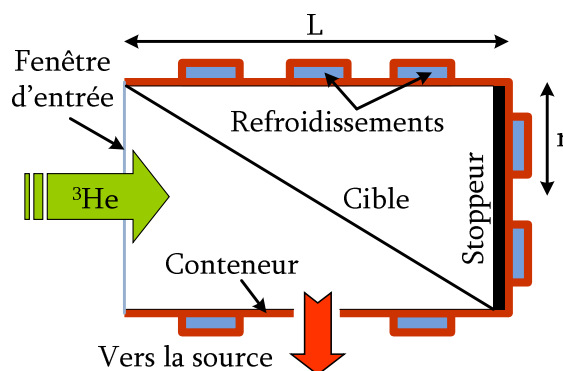 L
Fenêtre
d'entrée
Refroidissements
r
³He
Cible
Stoppeur
Conteneur
Vers la source